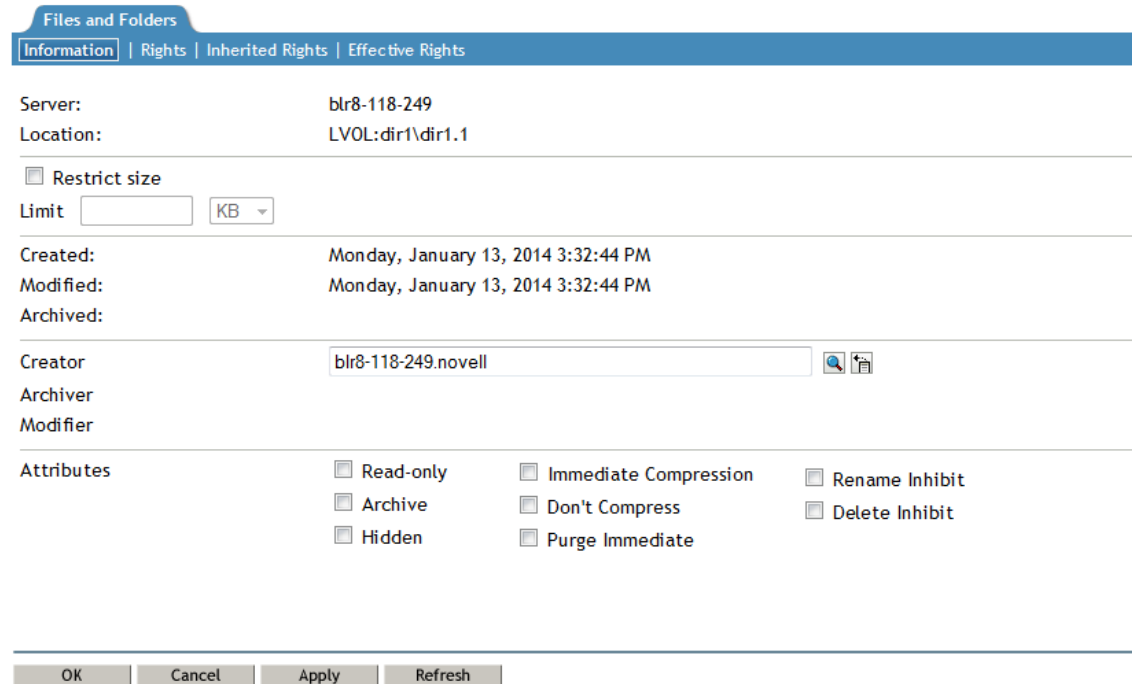 Files and Folders
Information | Rights | Inherited Rights | Effective Rights
Server: blr8-118-249
Location: LVOL:dir1\dir1.1
Restrict size
Limit KB
Created: Monday, January 13, 2014 3:32:44 PM
Modified: Monday, January 13, 2014 3:32:44 PM
Archived:
Creator blr8-118-249.novell
Archiver
Modifier
Attributes Read-only Immediate Compression Rename Inhibit
Archive Don't Compress Delete Inhibit
Hidden Purge Immediate
OK Cancel Apply Refresh